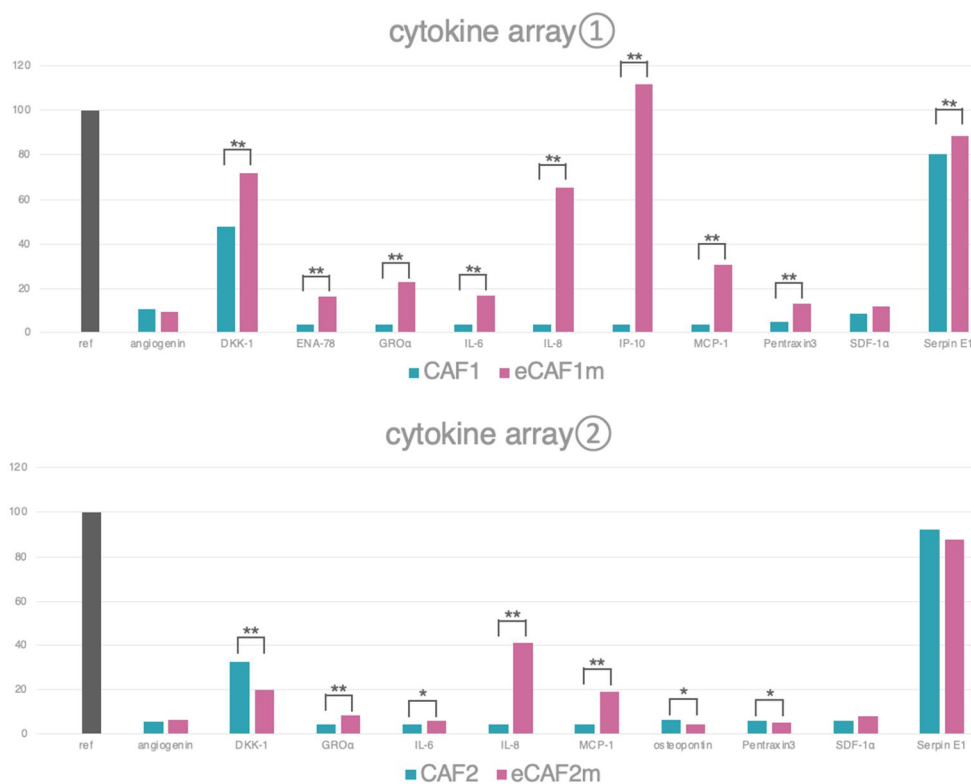 cytokine array①
120
100
80
60
40
20
0
** ** ** ** ** ** ** ** **
ref angiogenin DKK-1 ENA-78 GROα IL-6 IL-8 IP-10 MCP-1 Pentraxin3 SDF-1α Serpin E1
CAF1 eCAF1m
cytokine array②
120
100
80
60
40
20
0
** ** * ** ** * *
ref angiogenin DKK-1 GROα IL-6 IL-8 MCP-1 osteopontin Pentraxin3 SDF-1α Serpin E1
CAF2 eCAF2m